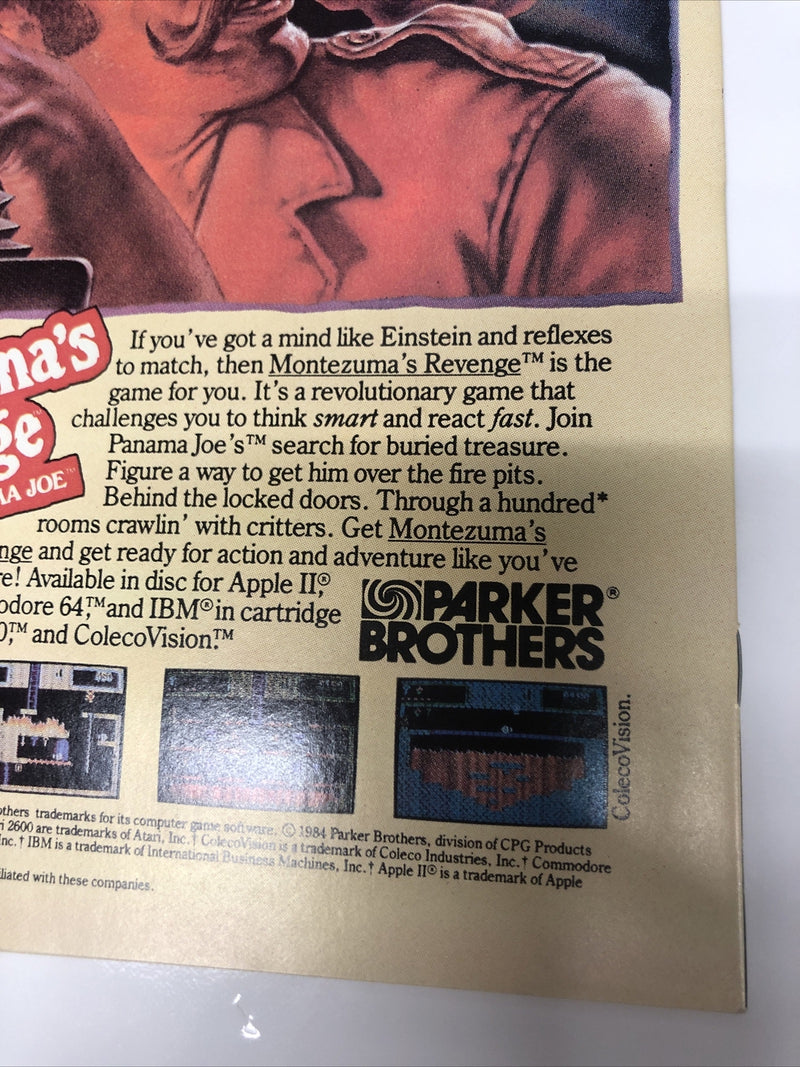 na's
ge™
A JOE™
If you've got a mind like Einstein and reflexes
to match, then Montezuma's Revenge™ is the
game for you. It's a revolutionary game that
challenges you to think smart and react fast. Join
Panama Joe's™ search for buried treasure.
Figure a way to get him over the fire pits.
Behind the locked doors. Through a hundred*
rooms crawlin' with critters. Get Montezuma's
nge and get ready for action and adventure like you've
re! Available in disc for Apple II,®
odore 64,™ and IBM® in cartridge
0,™ and ColecoVision.™
PARKER®
BROTHERS
ColecoVision.
others trademarks for its computer game software. © 1984 Parker Brothers, division of CPG Products
i 2600 are trademarks of Atari, Inc.† ColecoVision is a trademark of Coleco Industries, Inc.† Commodore
Inc.† IBM is a trademark of International Business Machines, Inc.† Apple II® is a trademark of Apple
liated with these companies.